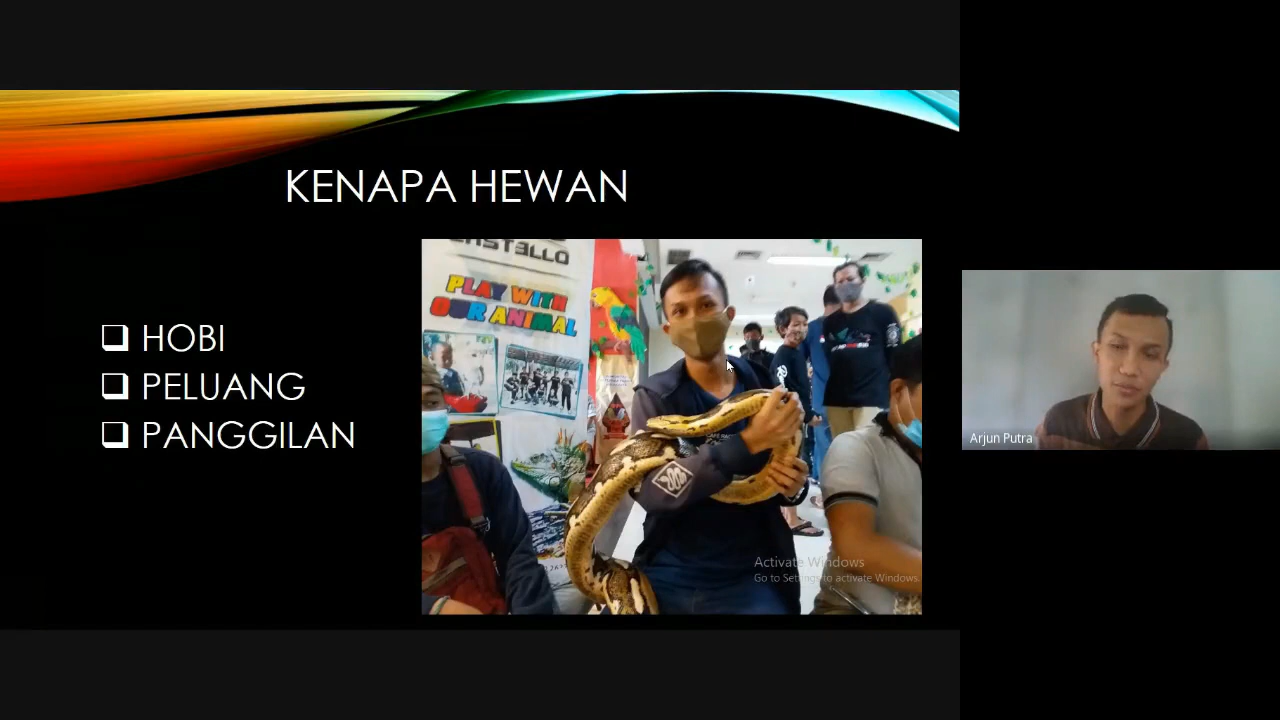 KENAPA HEWAN
HOBI
PELUANG
PANGGILAN
PLAY WITH
OUR ANIMAL
Activate Windows
Go to Settings to activate Windows.
Arjun Putra